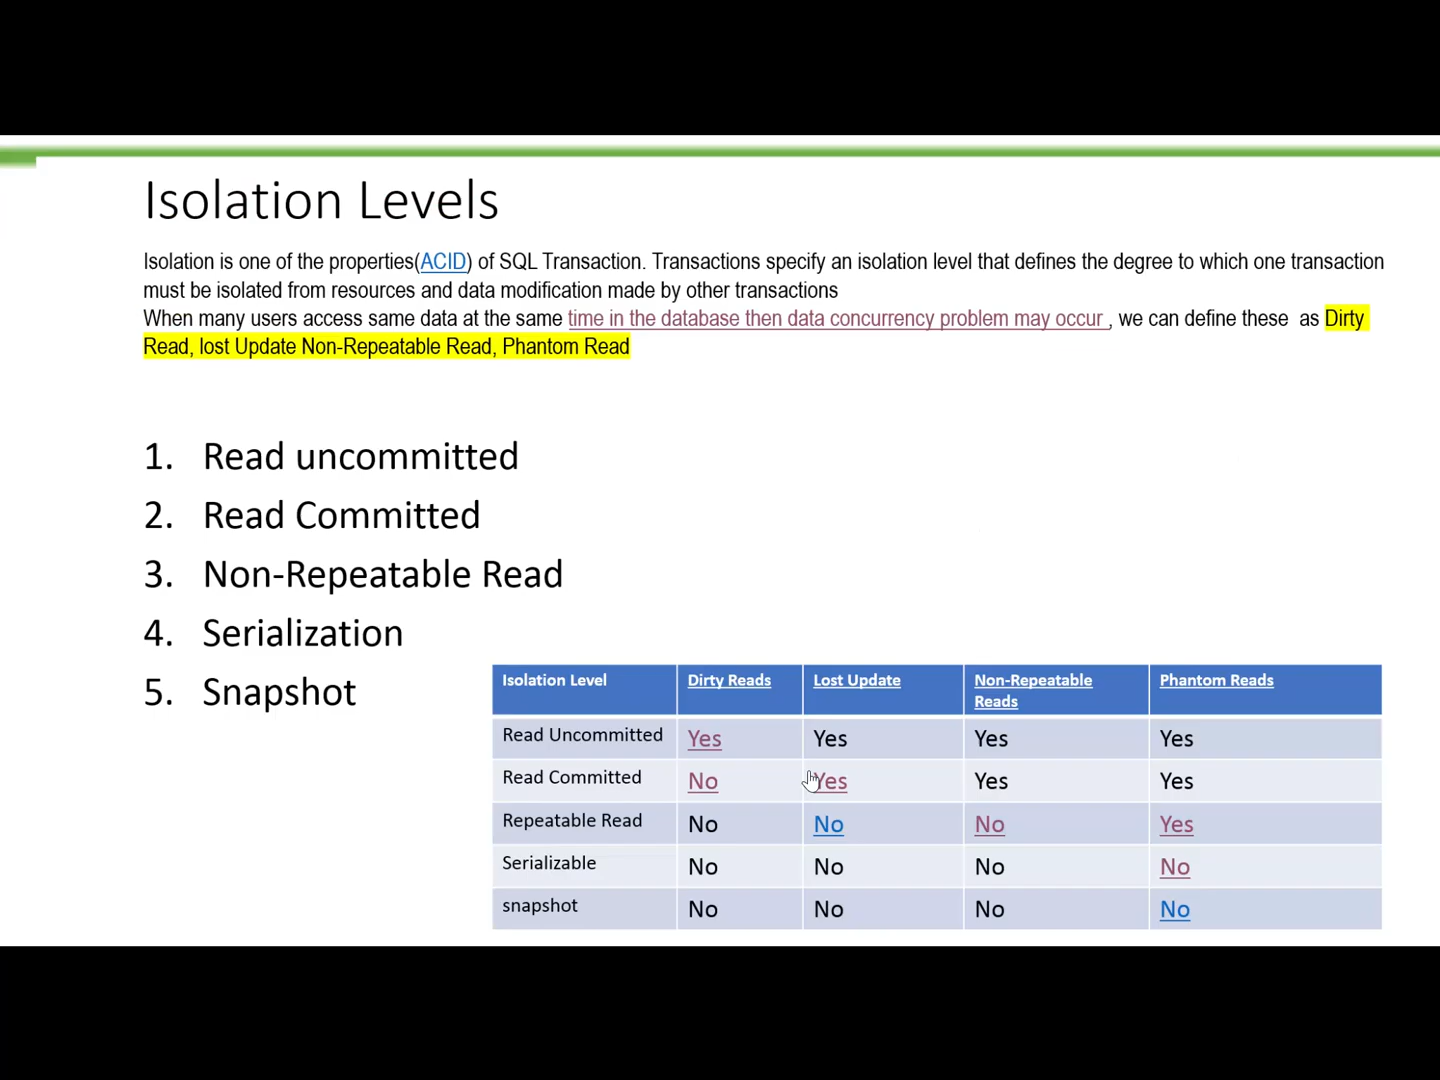 Isolation Levels
Isolation is one of the properties(ACID) of SQL Transaction. Transactions specify an isolation level that defines the degree to which one transaction
must be isolated from resources and data modification made by other transactions
When many users access same data at the same time in the database then data concurrency problem may occur , we can define these as Dirty
Read, lost Update Non-Repeatable Read, Phantom Read
1. Read uncommitted
2. Read Committed
3. Non-Repeatable Read
4. Serialization
5. Snapshot
Isolation Level Dirty Reads Lost Update Non-Repeatable Reads Phantom Reads
Read Uncommitted Yes Yes Yes Yes
Read Committed No Yes Yes Yes
Repeatable Read No No No Yes
Serializable No No No No
snapshot No No No No